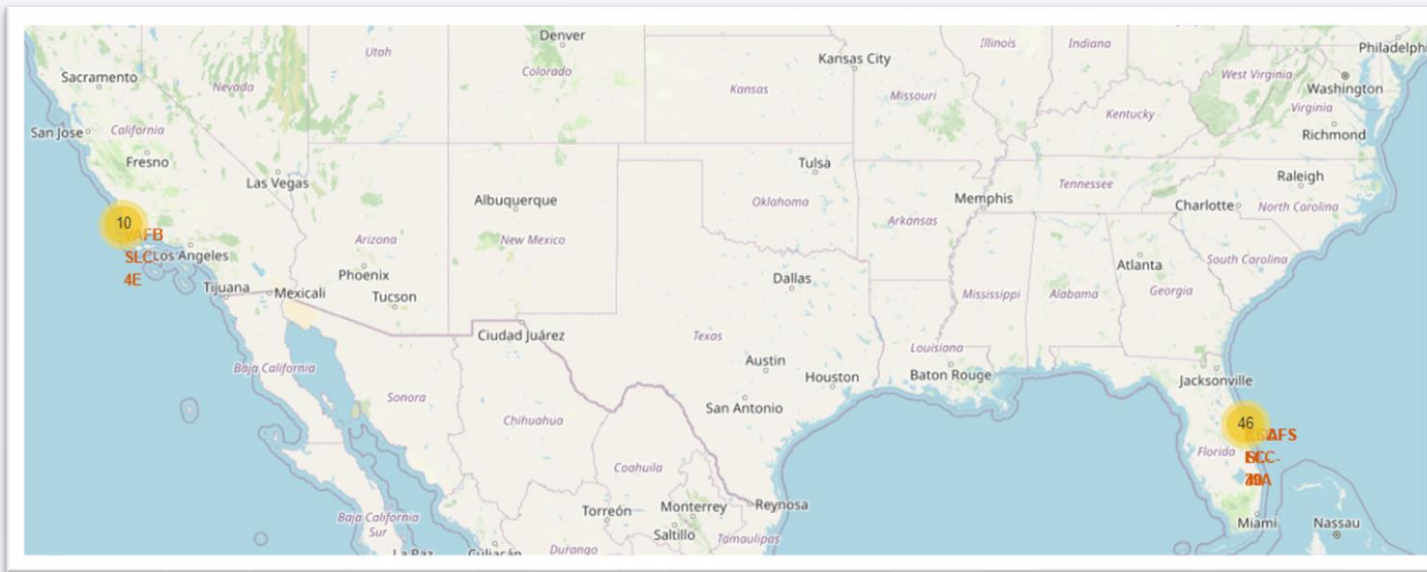 Denver
Philadelphi
Utah
Illinois
Indiana
Kansas City
Sacramento
Colorado
West Virginia
Nevada
Kansas
Missouri
Washington
Virginia
Kentucky
San Jose
California
Richmond
Fresno
Tulsa
Las Vegas
Raleigh
Tennessee
Albuquerque
Oklahoma
Memphis
Charlotte
North Carolina
10
Arkansas
Arizona
New Mexico
SLC
Los Angeles
South Carolina
4E
Phoenix
Dallas
Atlanta
Tijuana
Mexicali
Tucson
Mississippi
Alabama
Georgia
Ciudad Juárez
Texas
Louisiana
Austin
Baja California
Houston
Baton Rouge
Jacksonville
Sonora
San Antonio
Chihuahua
46
Florida
Coahuila
Reynosa
Torreón
Monterrey
Baja California
Sur
Saltillo
Tamaulipas
Miami
Nassau
Durango
La Paz
Culiacán